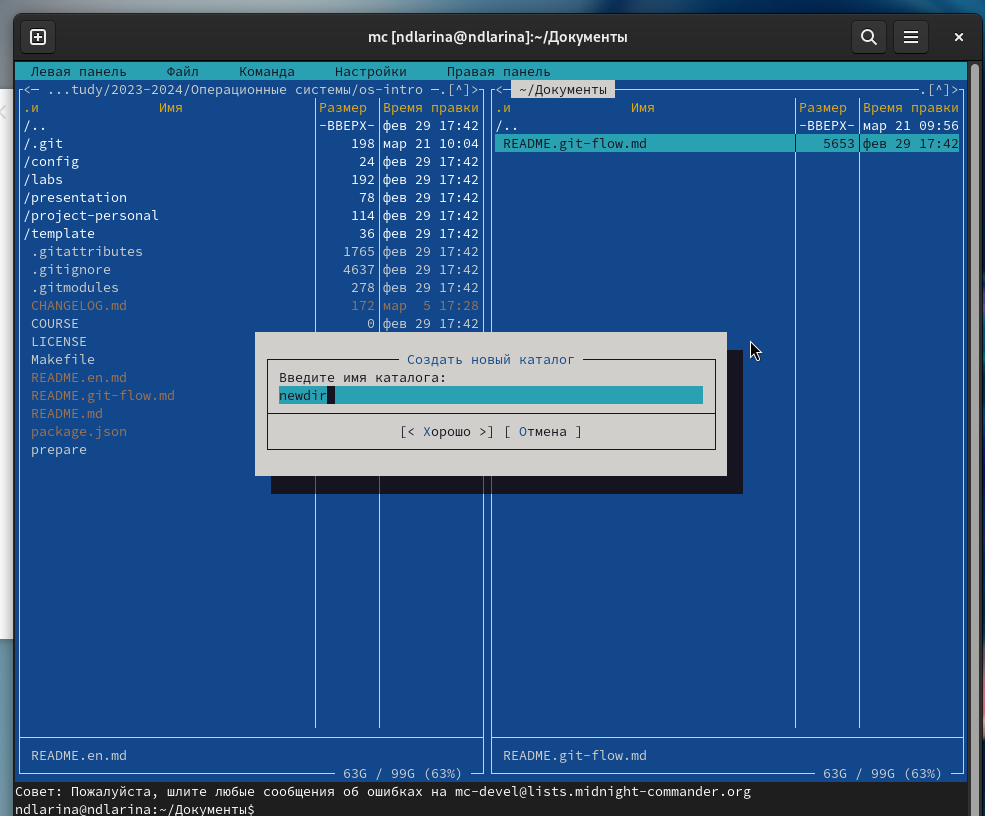 mc [ndlarina@ndlarina]:~/Документы
Левая панель Файл Команда Настройки Правая панель
<− ...tudy/2023-2024/Операционные системы/os-intro −.[^]>
.и Имя Размер Время правки
/.. -ВВЕРХ- фев 29 17:42
/.git 198 мар 21 10:04
/config 24 фев 29 17:42
/labs 192 фев 29 17:42
/presentation 78 фев 29 17:42
/project-personal 114 фев 29 17:42
/template 36 фев 29 17:42
.gitattributes 1765 фев 29 17:42
.gitignore 4637 фев 29 17:42
.gitmodules 278 фев 29 17:42
CHANGELOG.md 172 мар 5 17:28
COURSE 0 фев 29 17:42
LICENSE
Makefile
README.en.md
README.git-flow.md
README.md
package.json
prepare
README.en.md
63G / 99G (63%)
<− ~/Документы .[^]>
.и Имя Размер Время правки
/.. -ВВЕРХ- мар 21 09:56
README.git-flow.md 5653 фев 29 17:42
README.git-flow.md
63G / 99G (63%)
Создать новый каталог
Введите имя каталога:
newdir
[< Хорошо >] [ Отмена ]
Совет: Пожалуйста, шлите любые сообщения об ошибках на mc-devel@lists.midnight-commander.org
ndlarina@ndlarina:~/Документы$